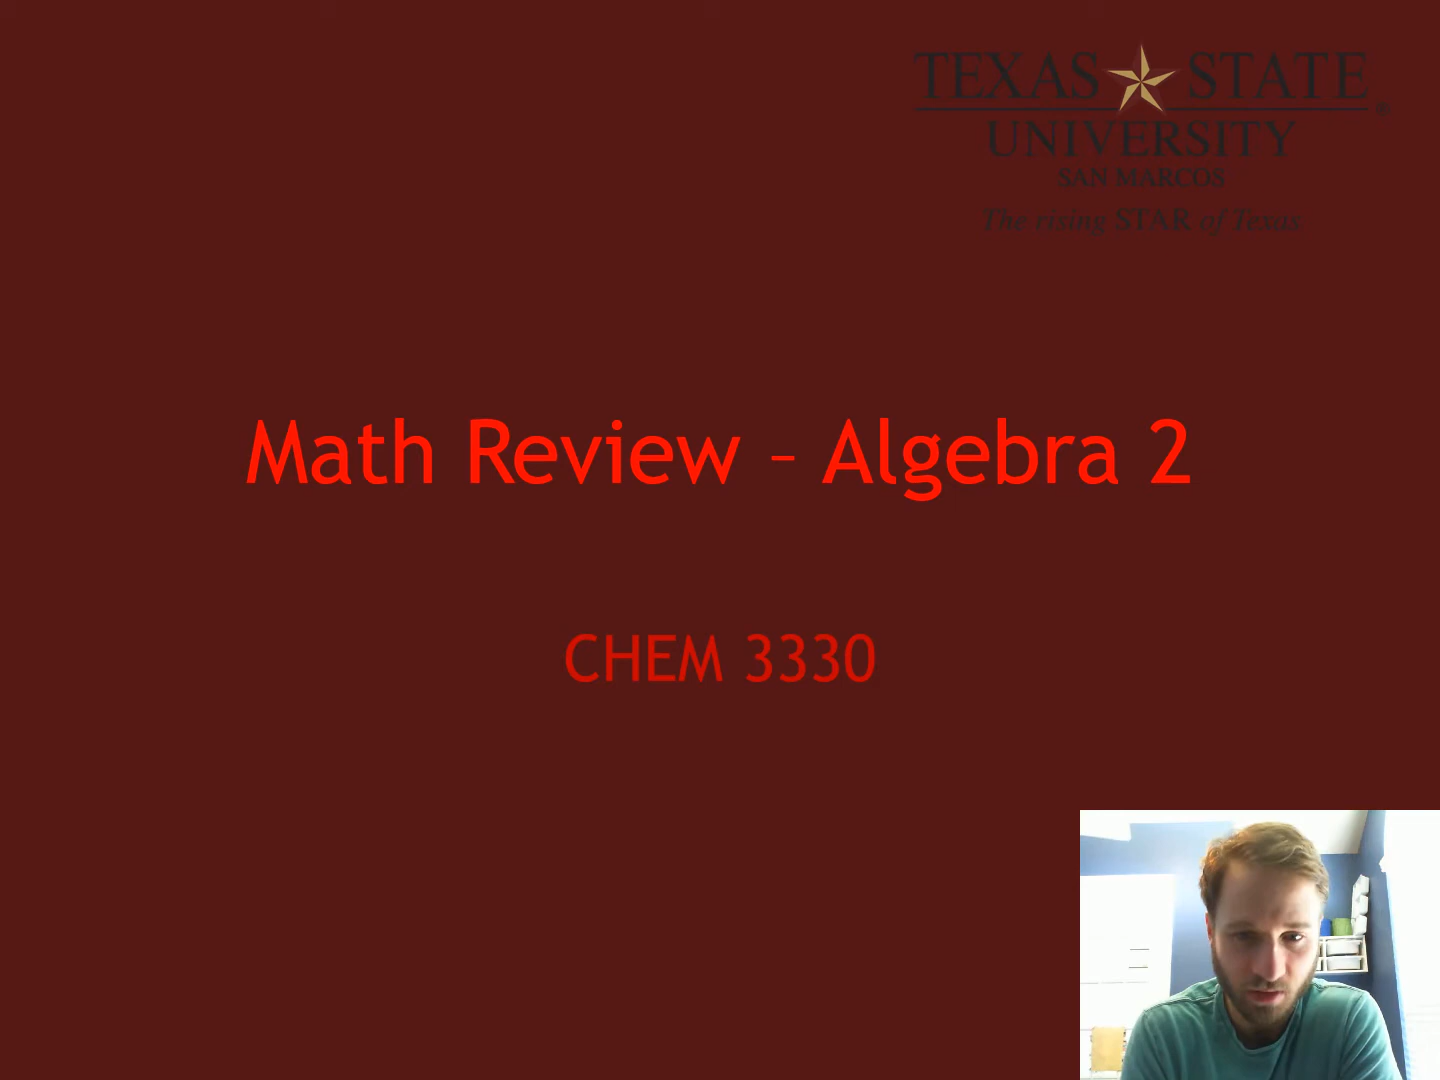 TEXAS STATE
UNIVERSITY
SAN MARCOS
The rising STAR of Texas
Math Review – Algebra 2
CHEM 3330